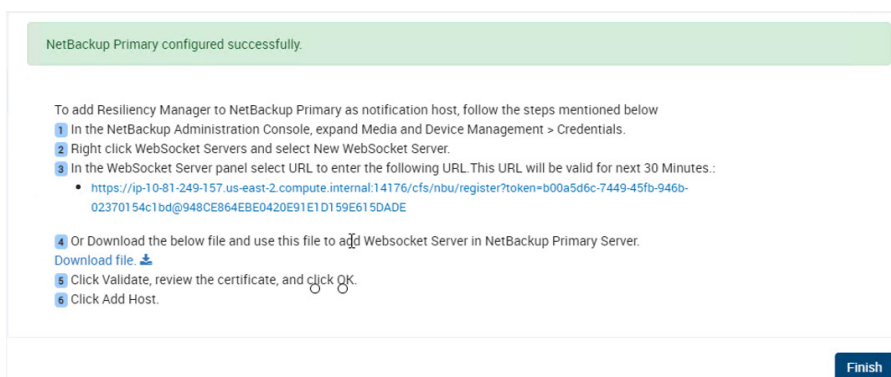 NetBackup Primary configured successfully.
To add Resiliency Manager to NetBackup Primary as notification host, follow the steps mentioned below
1 In the NetBackup Administration Console, expand Media and Device Management > Credentials.
2 Right click WebSocket Servers and select New WebSocket Server.
3 In the WebSocket Server panel select URL to enter the following URL.This URL will be valid for next 30 Minutes.:
• https://ip-10-81-249-157.us-east-2.compute.internal:14176/cfs/nbu/register?token=b00a5d6c-7449-45fb-946b-
02370154c1bd@948CE864EBE0420E91E1D159E615DADE
4 Or Download the below file and use this file to add Websocket Server in NetBackup Primary Server.
Download file.
5 Click Validate, review the certificate, and click OK.
6 Click Add Host.
Finish